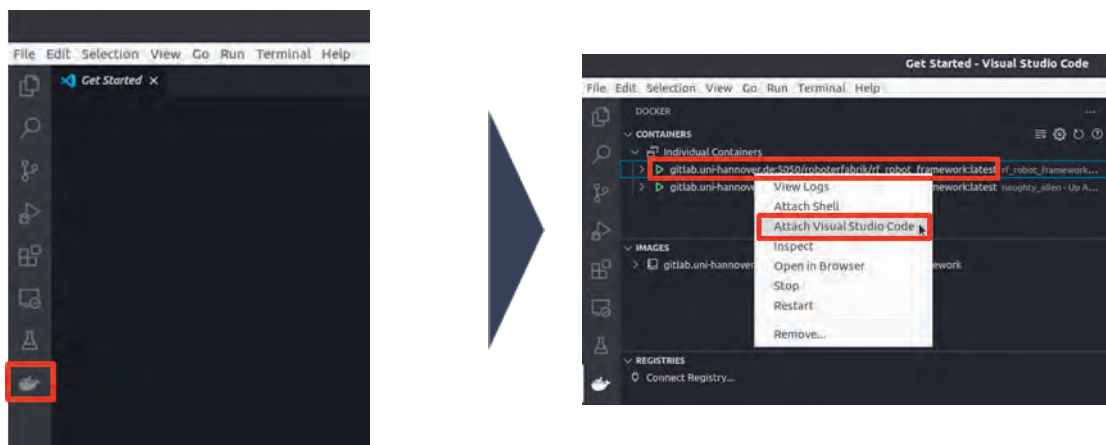 File Edit Selection View Go Run Terminal Help
Get Started
Get Started - Visual Studio Code
File Edit Selection View Go Run Terminal Help
DOCKER
CONTAINERS
Individual Containers
gitlab.uni-hannover.de:5050/roboterfabrik/rf_robot_framework:latest rf_robot_framework...
gitlab.uni-hannove mework:latest naughty_allen - Up A...
View Logs
Attach Shell
Attach Visual Studio Code
IMAGES
Inspect
gitlab.uni-hannover ework
Open in Browser
Stop
Restart
Remove...
REGISTRIES
Connect Registry...